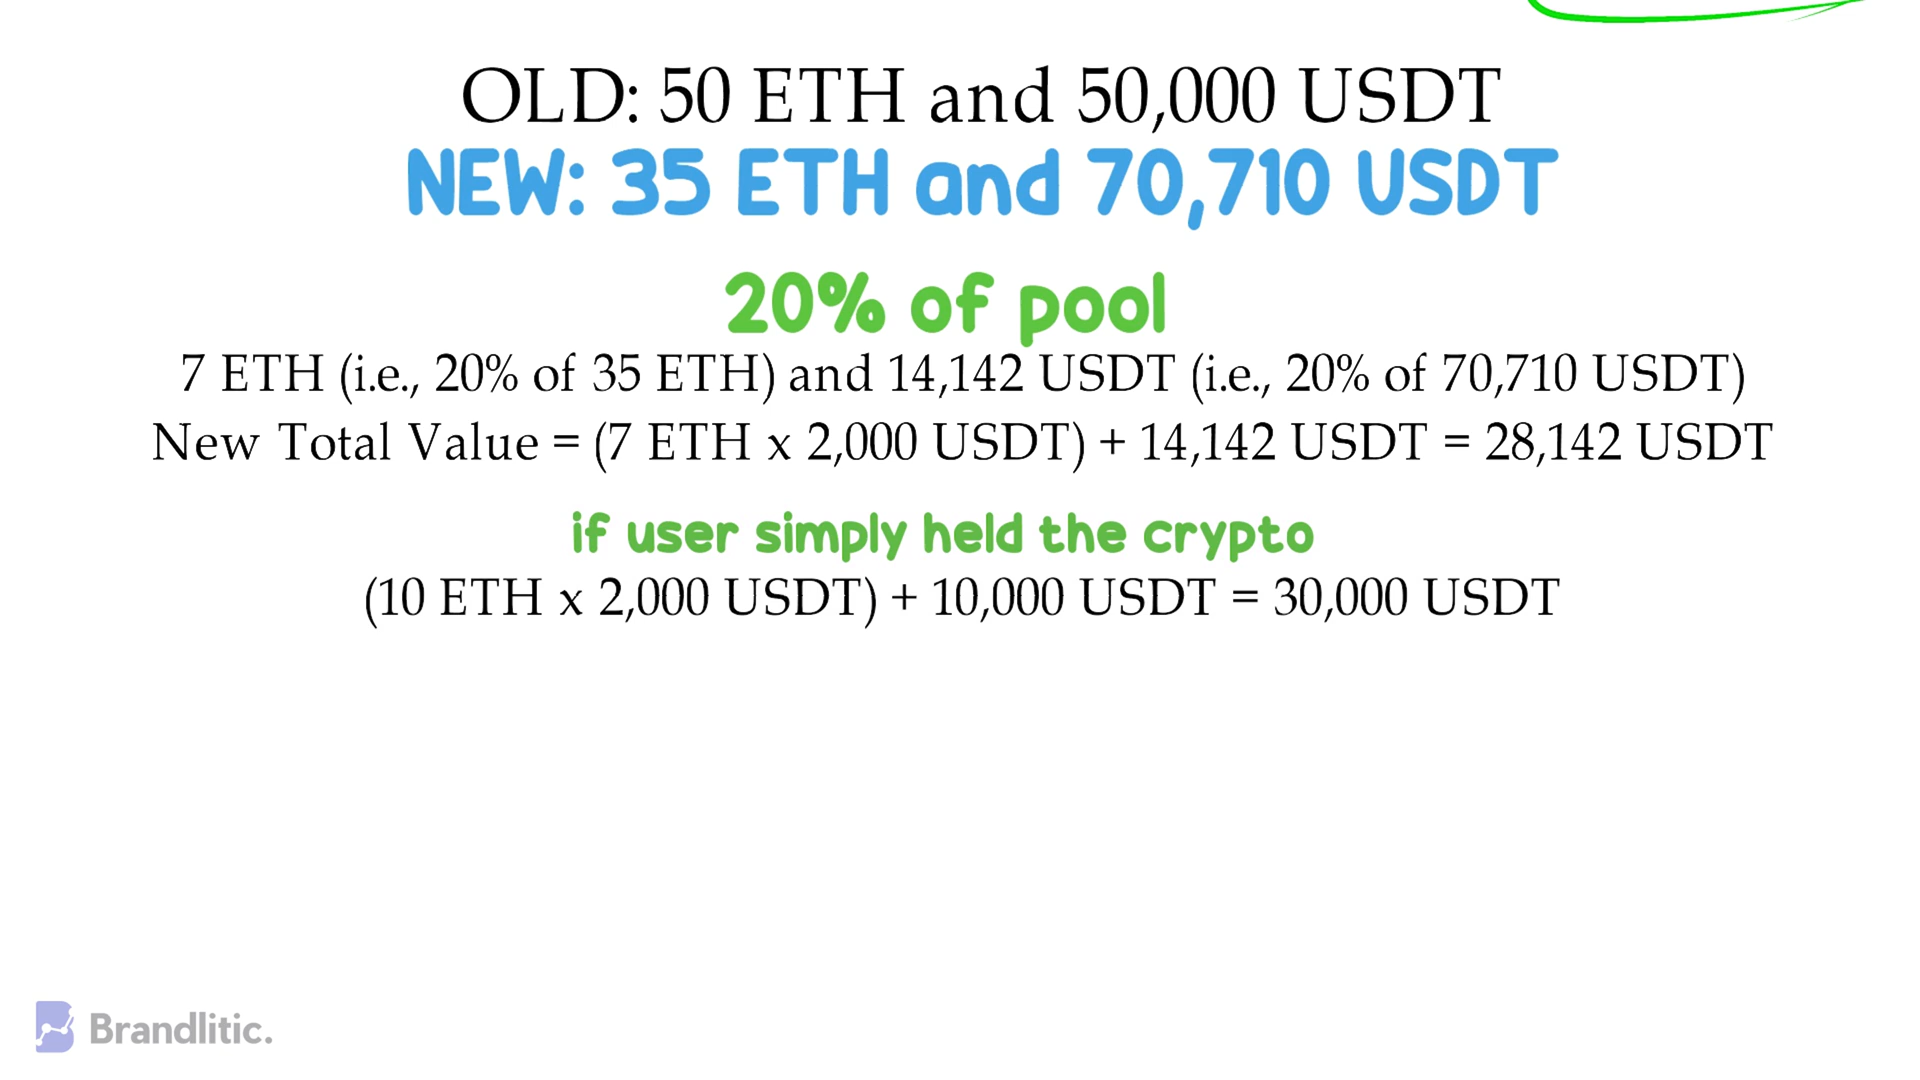 OLD: 50 ETH and 50,000 USDT
NEW: 35 ETH and 70,710 USDT
20% of pool
7 ETH (i.e., 20% of 35 ETH) and 14,142 USDT (i.e., 20% of 70,710 USDT)
New Total Value = (7 ETH x 2,000 USDT) + 14,142 USDT = 28,142 USDT
if user simply held the crypto
(10 ETH x 2,000 USDT) + 10,000 USDT = 30,000 USDT
Brandlitic.